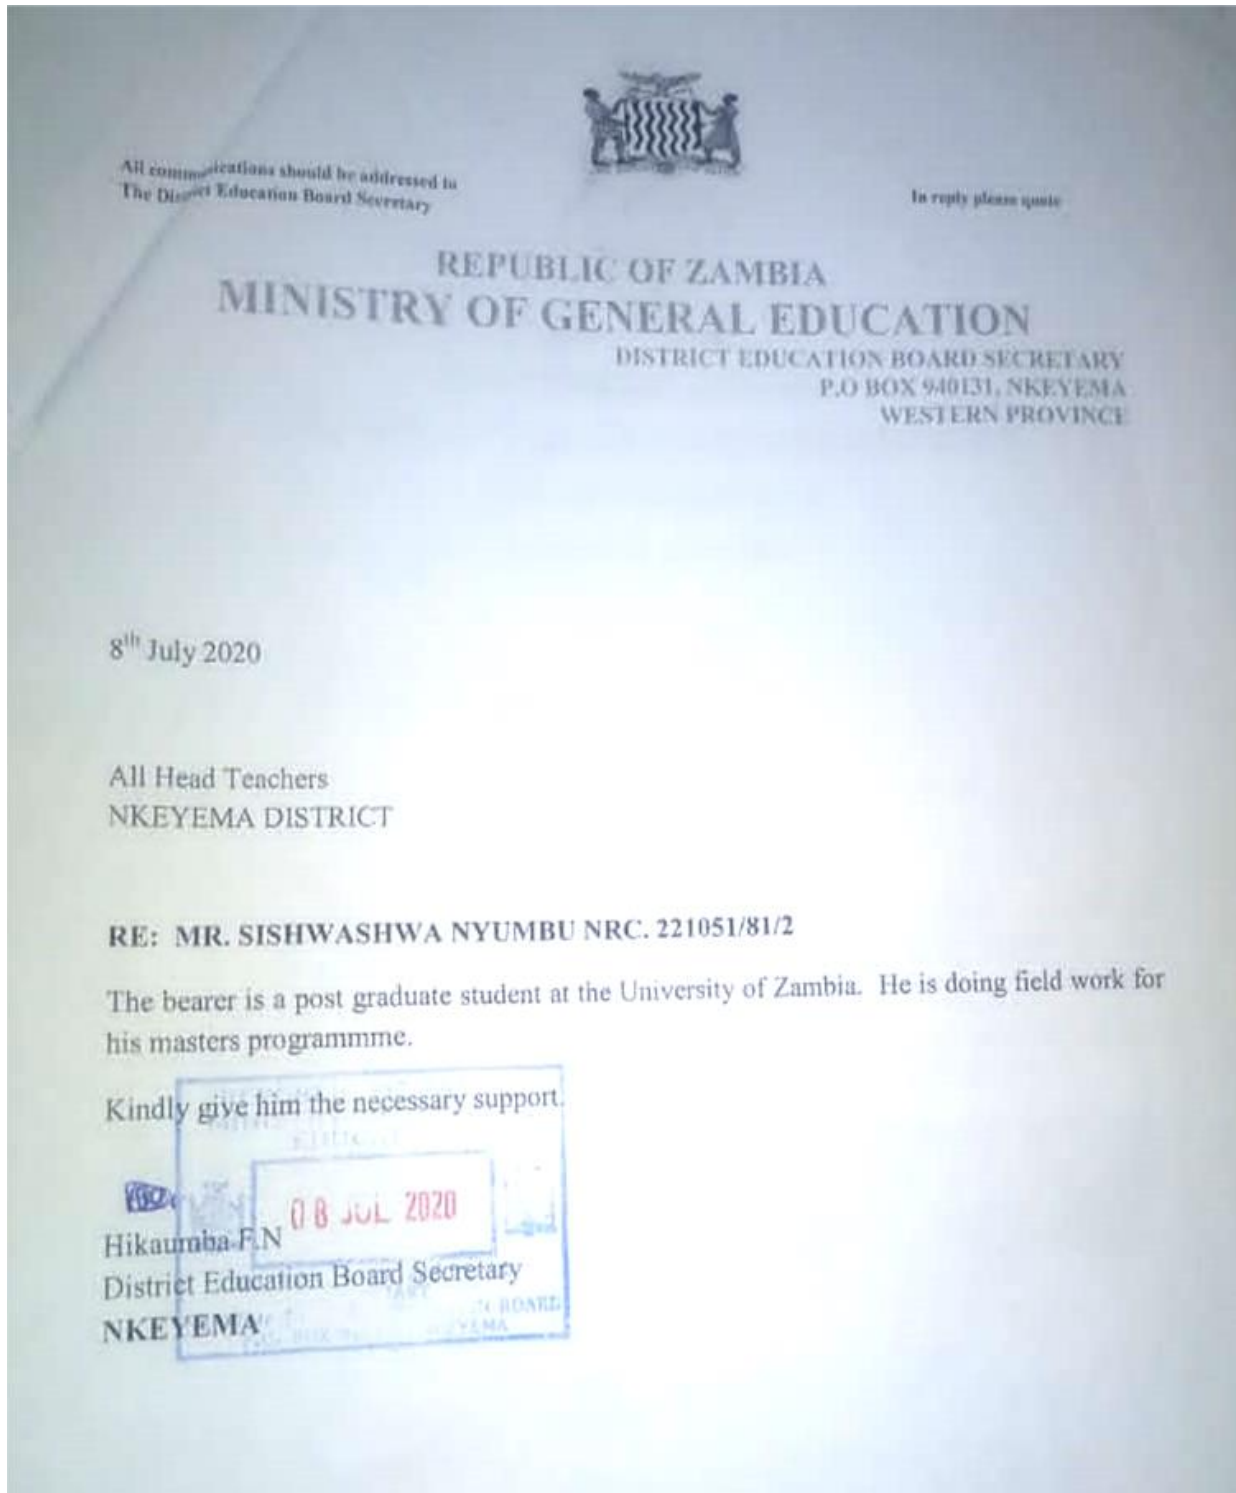 All communications should be addressed to
The District Education Board Secretary
In reply please quote
REPUBLIC OF ZAMBIA
MINISTRY OF GENERAL EDUCATION
DISTRICT EDUCATION BOARD SECRETARY
P.O BOX 940131, NKEYEMA
WESTERN PROVINCE
8th July 2020
All Head Teachers
NKEYEMA DISTRICT
RE: MR. SISHWASHWA NYUMBU NRC. 221051/81/2
The bearer is a post graduate student at the University of Zambia. He is doing field work for
his masters programmme.
Kindly give him the necessary support.
08 JUL 2020
Hikaumba F.N
District Education Board Secretary
BOARD
NKEYEMA